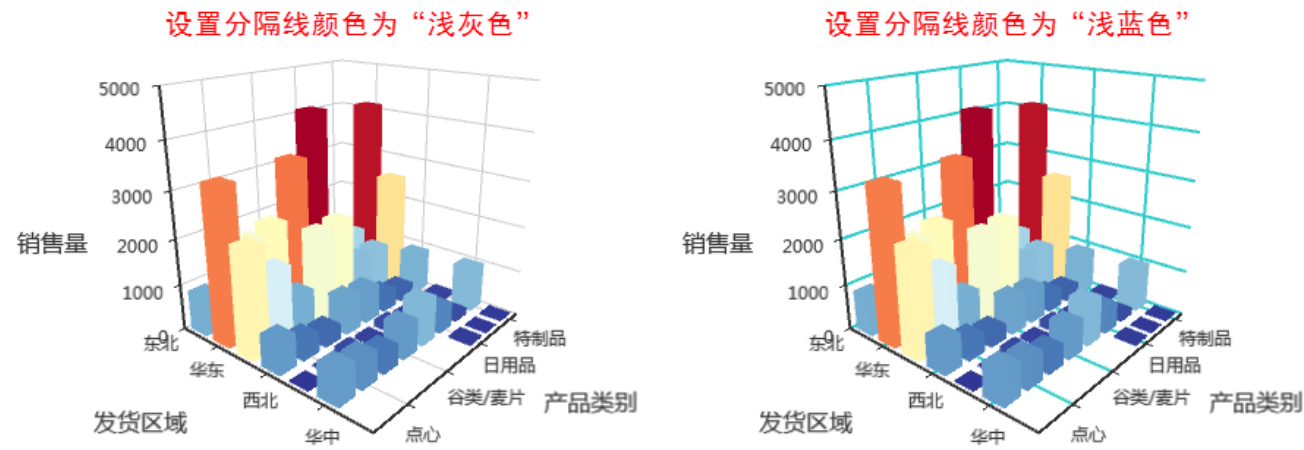 设置分隔线颜色为“浅灰色”
设置分隔线颜色为“浅蓝色”
5000
4000
3000
2000
1000
0
销售量
东北
华东
西北
华中
发货区域
特制品
日用品
谷类/麦片
点心
产品类别
5000
4000
3000
2000
1000
0
销售量
东北
华东
西北
华中
发货区域
特制品
日用品
谷类/麦片
点心
产品类别